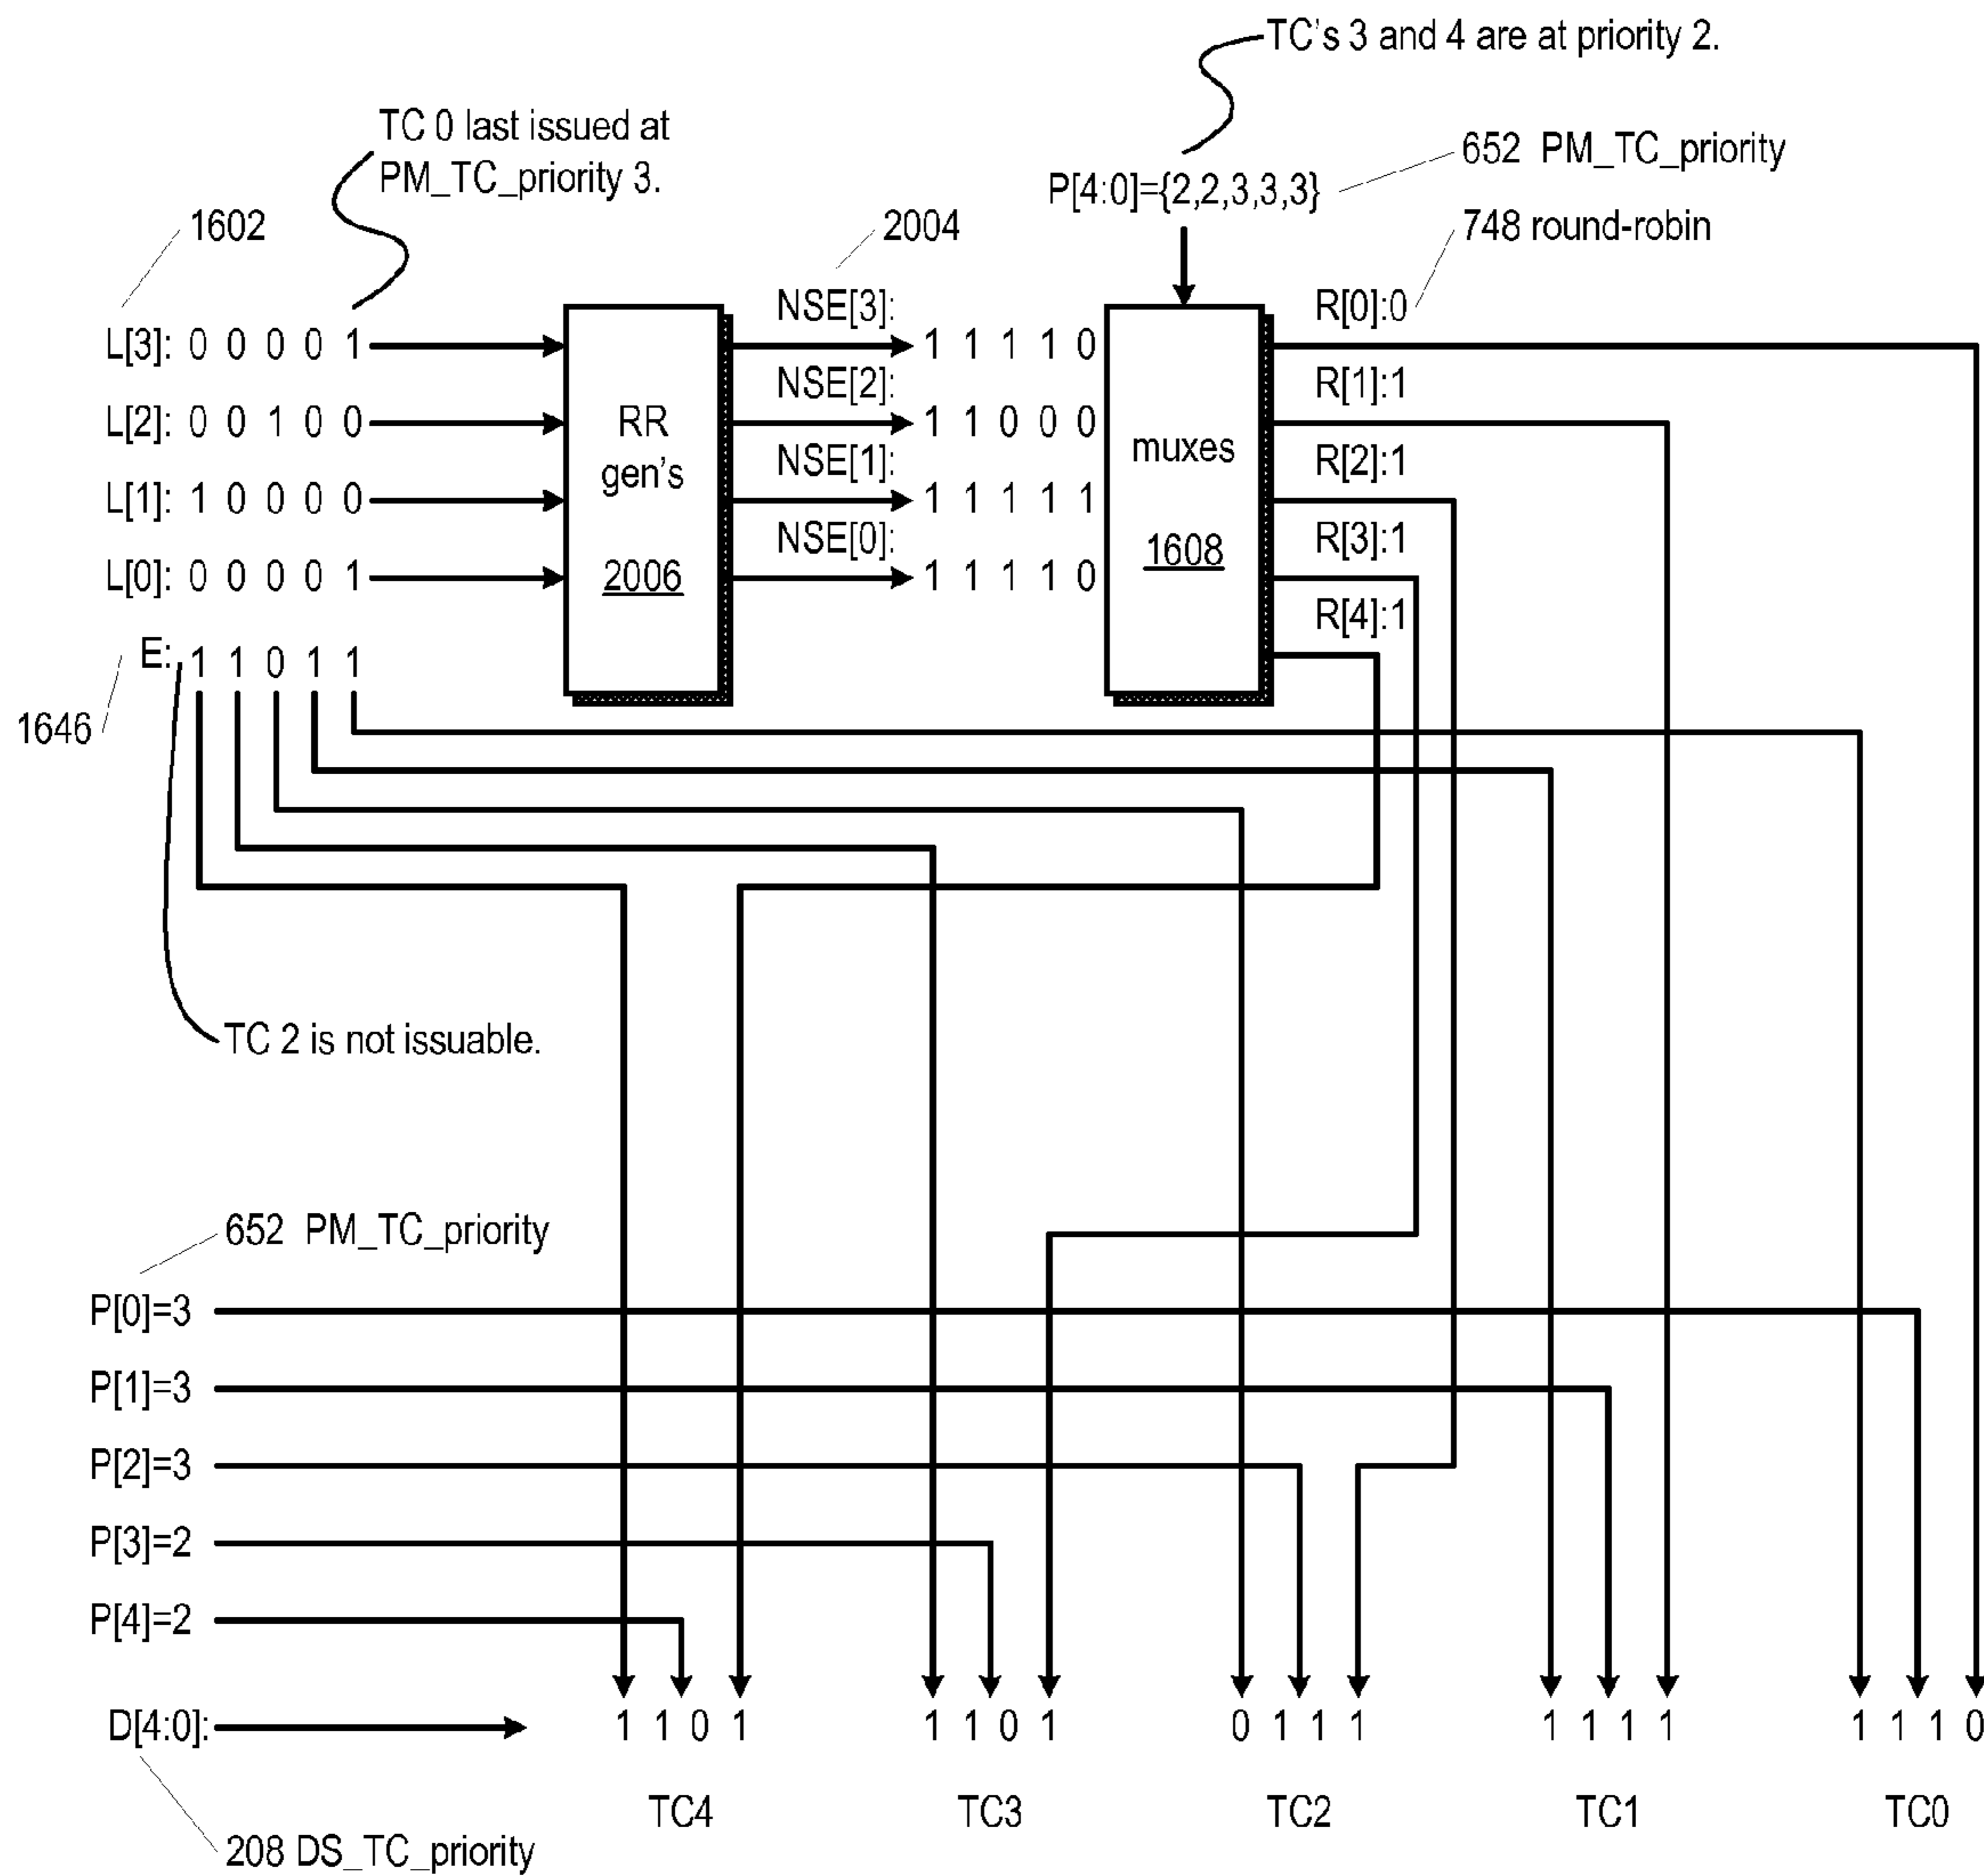 TC's 3 and 4 are at priority 2.
TC 0 last issued at
PM_TC_priority 3.
652 PM_TC_priority
P[4:0]={2,2,3,3,3}
1602
2004
748 round-robin
NSE[3]:
R[0]:0
L[3]: 0 0 0 0 1
1 1 1 1 0
NSE[2]:
R[1]:1
L[2]: 0 0 1 0 0
RR
1 1 0 0 0
muxes
NSE[1]:
R[2]:1
gen's
L[1]: 1 0 0 0 0
1 1 1 1 1
NSE[0]:
R[3]:1
1608
L[0]: 0 0 0 0 1
2006
1 1 1 1 0
R[4]:1
E: 1 1 0 1 1
1646
TC 2 is not issuable.
652 PM_TC_priority
P[0]=3
P[1]=3
P[2]=3
P[3]=2
P[4]=2
D[4:0]: 1 1 0 1 1 1 0 1 0 1 1 1 1 1 1 1 1 1 1 0
TC4 TC3 TC2 TC1 TC0
208 DS_TC_priority